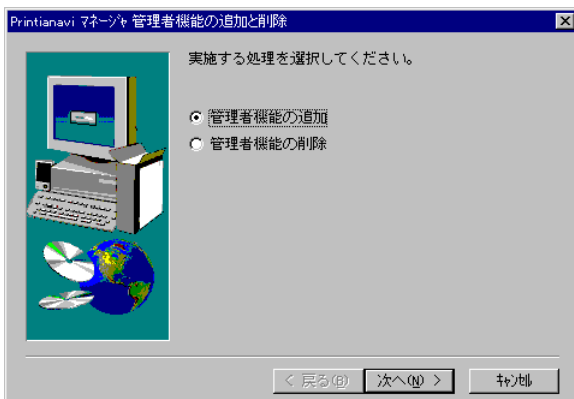 Printianavi ﾏﾈｰｼﾞｬ 管理者機能の追加と削除
実施する処理を選択してください。
管理者機能の追加
管理者機能の削除
< 戻る(B)
次へ(N) >
ｷｬﾝｾﾙ